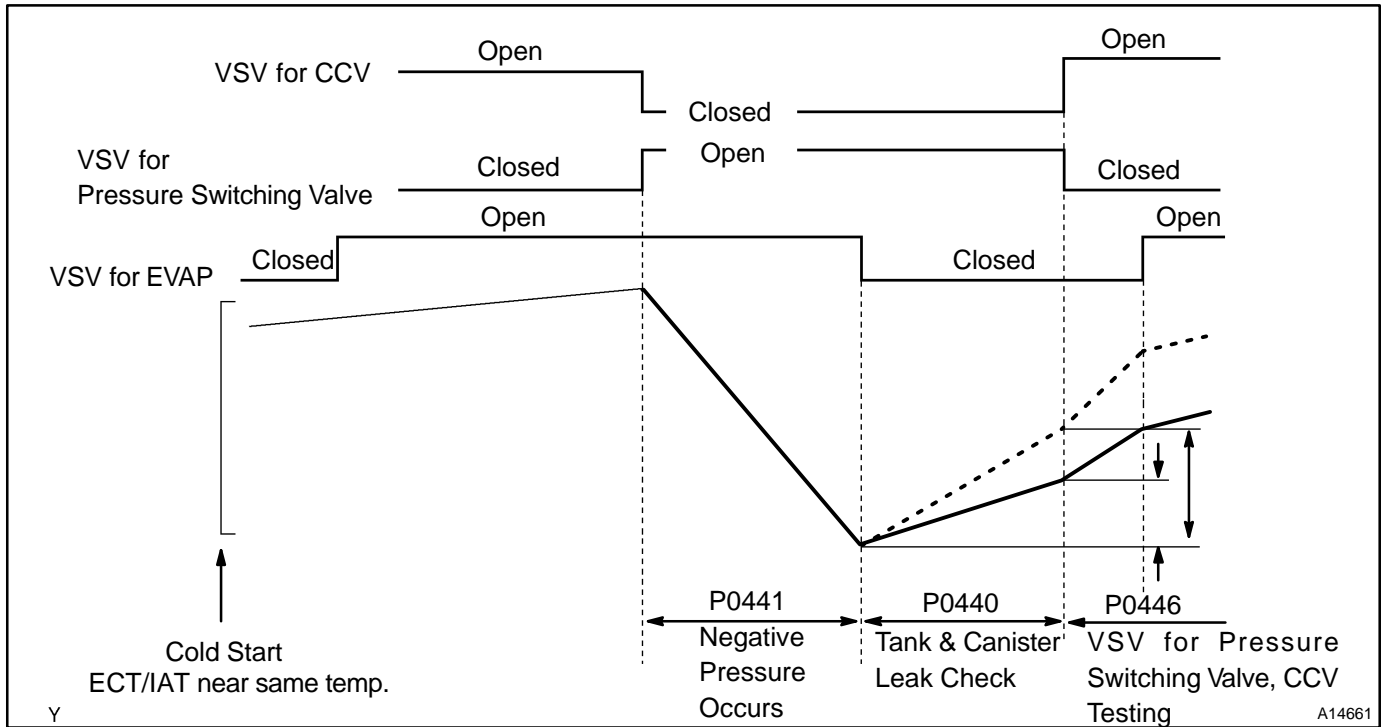 Open
Open
VSV for CCV
Closed
VSV for
Pressure Switching Valve
Closed
Open
Closed
Open
Open
VSV for EVAP
Closed
Closed
Cold Start
ECT/IAT near same temp.
P0441
Negative
Pressure
Occurs
P0440
Tank & Canister
Leak Check
P0446
VSV for Pressure
Switching Valve, CCV
Testing
Y
A14661